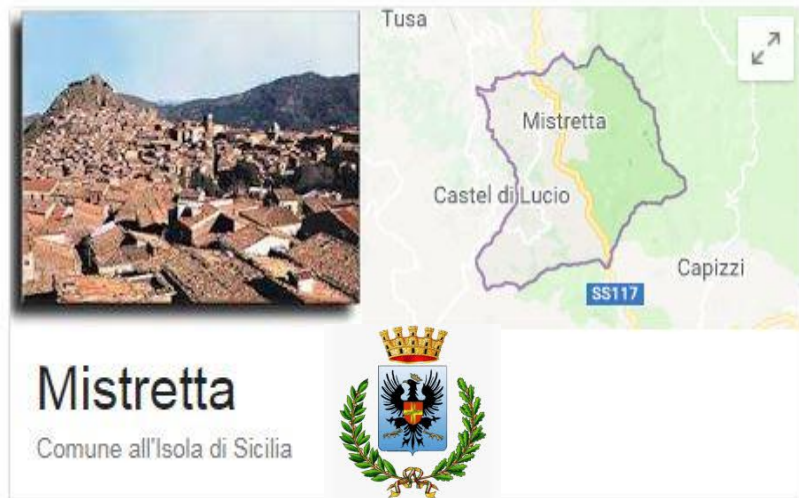 Tusa
Mistretta
Castel di Lucio
Capizzi
SS117
Mistretta
Comune all'Isola di Sicilia